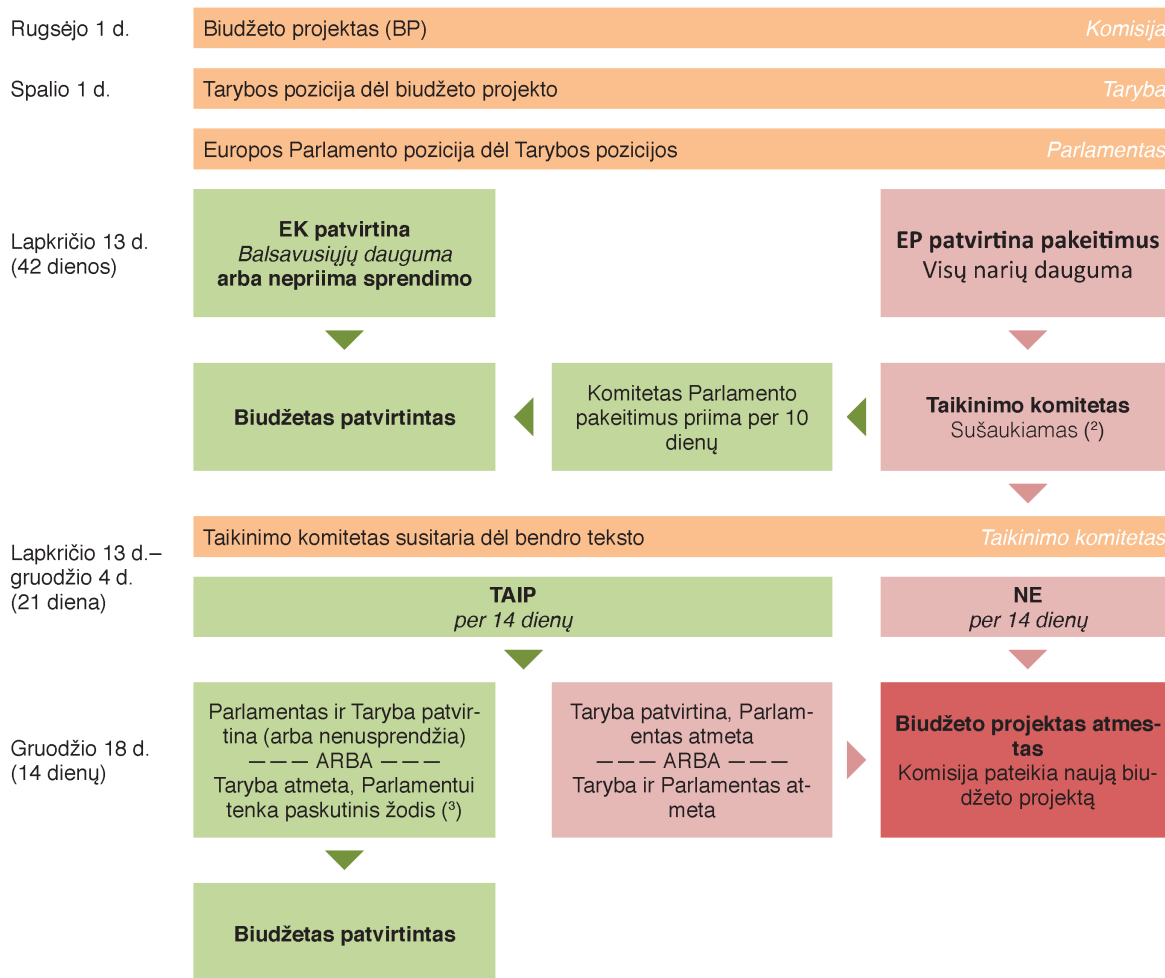 Rugsėjo 1 d.
Biudžeto projektas (BP)
Komisija
Spalio 1 d.
Tarybos pozicija dėl biudžeto projekto
Taryba
Europos Parlamento pozicija dėl Tarybos pozicijos
Parlamentas
Lapkričio 13 d.
(42 dienos)
EK patvirtina
Balsavusiųjų dauguma
arba nepriima sprendimo
EP patvirtina pakeitimus
Visų narių dauguma
Biudžetas patvirtintas
Komitetas Parlamento
pakeitimus priima per 10
dienų
Taikinimo komitetas
Sušaukiamas (²)
Lapkričio 13 d.–
gruodžio 4 d.
(21 diena)
Taikinimo komitetas susitaria dėl bendro teksto
Taikinimo komitetas
TAIP
per 14 dienų
NE
per 14 dienų
Gruodžio 18 d.
(14 dienų)
Parlamentas ir Taryba patvir-
tina (arba nenusprendžia)
— — — ARBA — — —
Taryba atmeta, Parlamentui
tenka paskutinis žodis (³)
Taryba patvirtina, Parlam-
entas atmeta
— — — ARBA — — —
Taryba ir Parlamentas at-
meta
Biudžeto projektas atmes-
tas
Komisija pateikia naują biu-
džeto projektą
Biudžetas patvirtintas